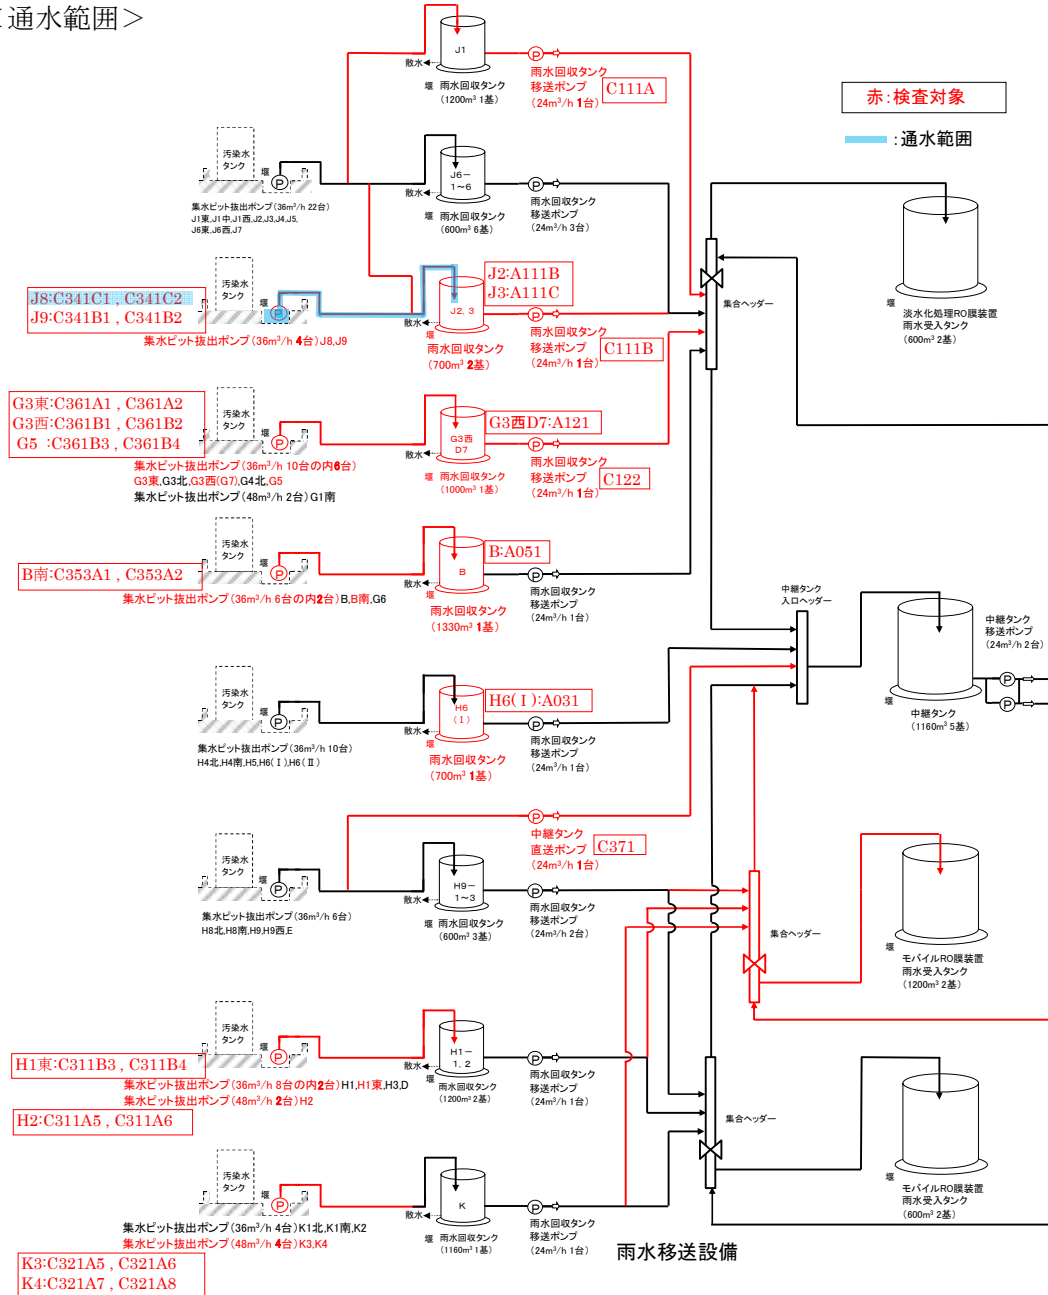 通水範囲＞
J1
散水
堰 雨水回収タンク
(1200m³ 1基)
P
雨水回収タンク
移送ポンプ
(24m³/h 1台)
C111A
赤:検査対象
:通水範囲
汚染水
タンク
堰
P
集水ピット抜出ポンプ(36m³/h 22台)
J1東,J1中,J1西,J2,J3,J4,J5,
J6東,J6西,J7
J6－
1～6
散水
堰 雨水回収タンク
(600m³ 6基)
P
雨水回収タンク
移送ポンプ
(24m³/h 3台)
集合ヘッダー
堰
淡水化処理RO膜装置
雨水受入タンク
(600m³ 2基)
J8:C341C1 , C341C2
J9:C341B1 , C341B2
汚染水
タンク
堰
P
集水ピット抜出ポンプ(36m³/h 4台)J8,J9
J2, 3
散水
堰
雨水回収タンク
(700m³ 2基)
J2:A111B
J3:A111C
P
雨水回収タンク
移送ポンプ
(24m³/h 1台)
C111B
G3東:C361A1 , C361A2
G3西:C361B1 , C361B2
G5 :C361B3 , C361B4
汚染水
タンク
堰
P
集水ピット抜出ポンプ(36m³/h 10台の内6台)
G3東,G3北,G3西(G7),G4北,G5
集水ピット抜出ポンプ(48m³/h 2台)G1南
G3西
D7
散水
堰 雨水回収タンク
(1000m³ 1基)
G3西D7:A121
P
雨水回収タンク
移送ポンプ
(24m³/h 1台)
C122
B南:C353A1 , C353A2
汚染水
タンク
堰
P
集水ピット抜出ポンプ(36m³/h 6台の内2台)B,B南,G6
B
散水
堰
雨水回収タンク
(1330m³ 1基)
B:A051
P
雨水回収タンク
移送ポンプ
(24m³/h 1台)
中継タンク
入口ヘッダー
中継タンク
移送ポンプ
(24m³/h 2台)
P
P
堰
中継タンク
(1160m³ 5基)
汚染水
タンク
堰
P
集水ピット抜出ポンプ(36m³/h 10台)
H4北,H4南,H5,H6(Ⅰ),H6(Ⅱ)
H6
(Ⅰ)
散水
堰
雨水回収タンク
(700m³ 1基)
H6(Ⅰ):A031
P
雨水回収タンク
移送ポンプ
(24m³/h 1台)
P
中継タンク
直送ポンプ
(24m³/h 1台)
C371
汚染水
タンク
堰
P
集水ピット抜出ポンプ(36m³/h 6台)
H8北,H8南,H9,H9西,E
H9－
1～3
散水
堰 雨水回収タンク
(600m³ 3基)
P
雨水回収タンク
移送ポンプ
(24m³/h 2台)
集合ヘッダー
堰
モバイルRO膜装置
雨水受入タンク
(1200m³ 2基)
H1東:C311B3 , C311B4
汚染水
タンク
堰
P
集水ピット抜出ポンプ(36m³/h 8台の内2台)H1,H1東,H3,D
集水ピット抜出ポンプ(48m³/h 2台)H2
H2:C311A5 , C311A6
H1－
1, 2
散水
堰 雨水回収タンク
(1200m³ 2基)
P
雨水回収タンク
移送ポンプ
(24m³/h 1台)
集合ヘッダー
堰
モバイルRO膜装置
雨水受入タンク
(600m³ 2基)
汚染水
タンク
堰
P
集水ピット抜出ポンプ(36m³/h 4台)K1北,K1南,K2
集水ピット抜出ポンプ(48m³/h 4台)K3,K4
K
散水
堰 雨水回収タンク
(1160m³ 1基)
P
雨水回収タンク
移送ポンプ
(24m³/h 1台)
雨水移送設備
K3:C321A5 , C321A6
K4:C321A7 , C321A8